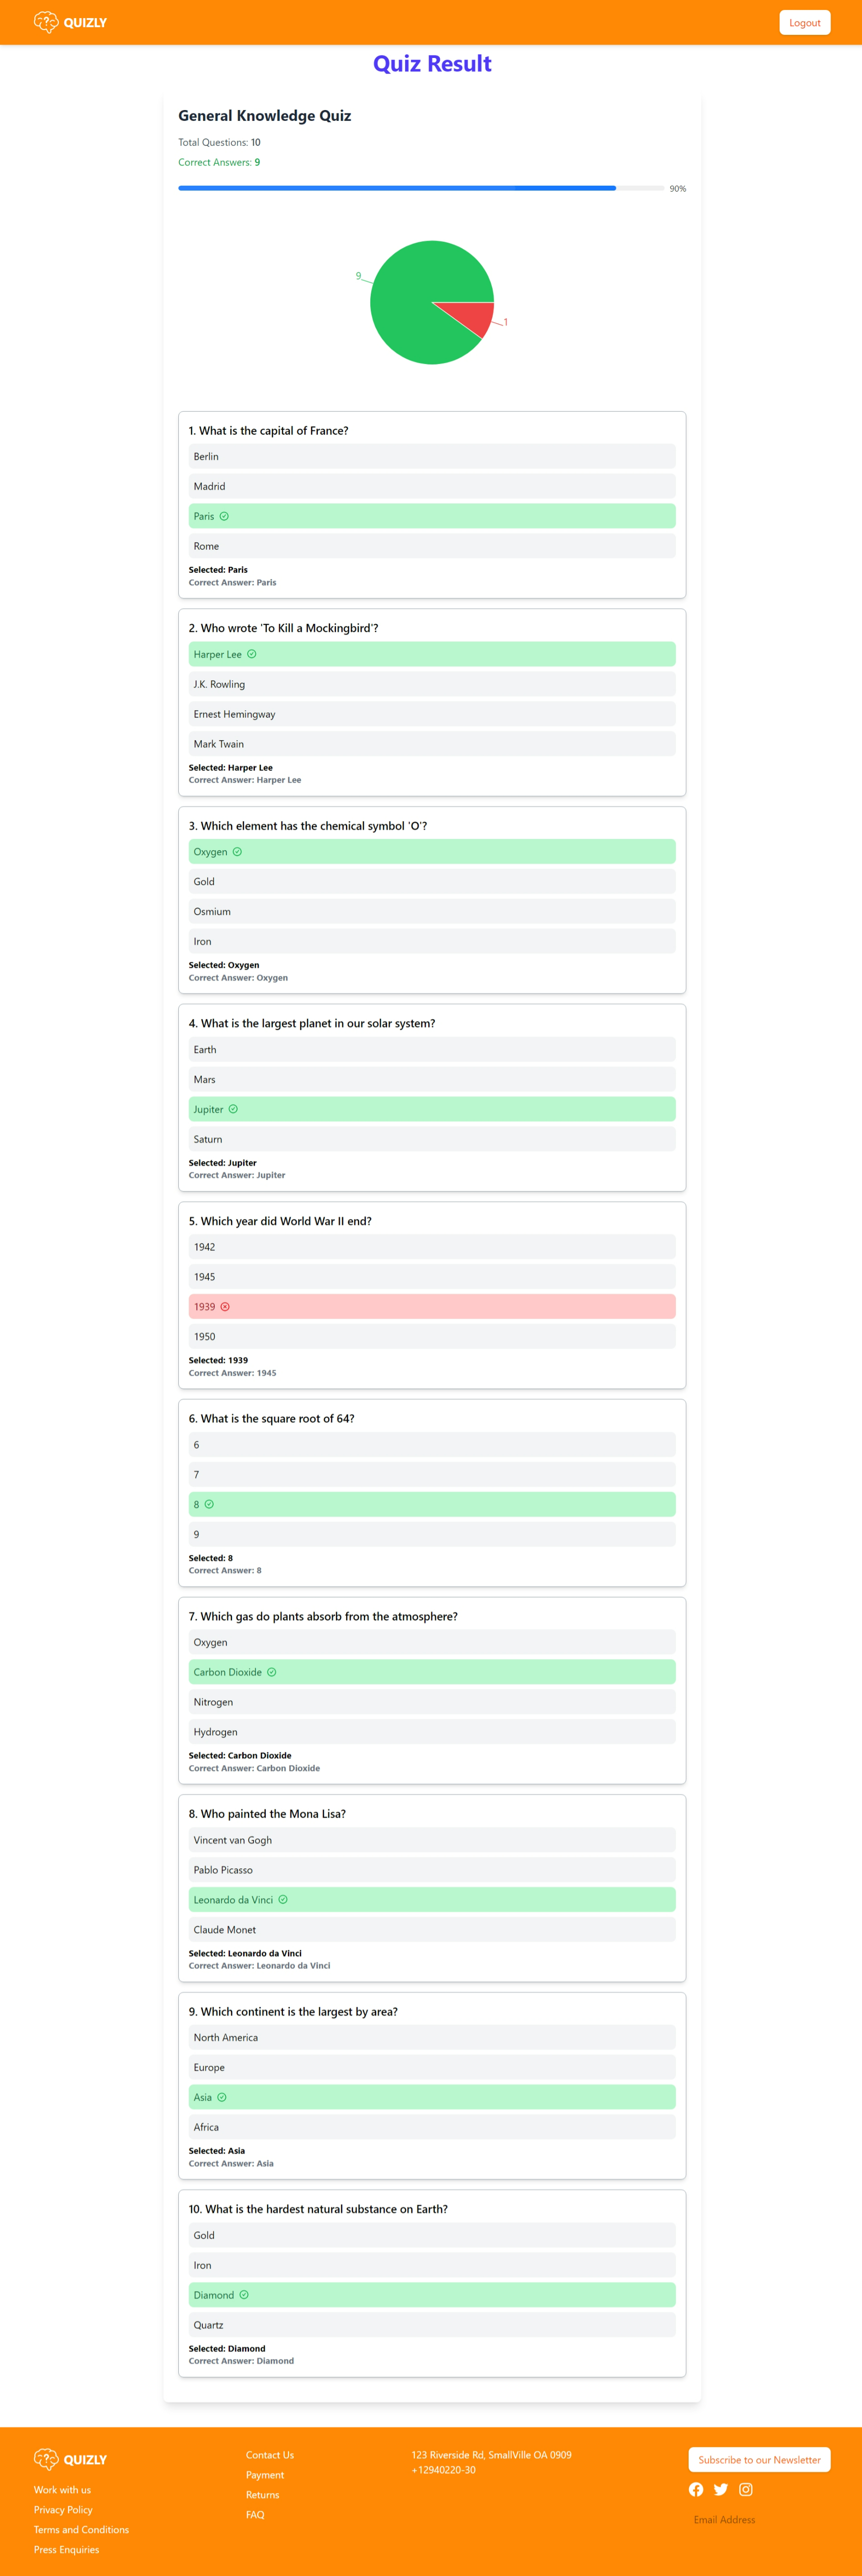 QUIZLY
Logout
Quiz Result
General Knowledge Quiz
Total Questions: 10
Correct Answers: 9
90%
9
1
1. What is the capital of France?
Berlin
Madrid
Paris
Rome
Selected: Paris
Correct Answer: Paris
2. Who wrote 'To Kill a Mockingbird'?
Harper Lee
J.K. Rowling
Ernest Hemingway
Mark Twain
Selected: Harper Lee
Correct Answer: Harper Lee
3. Which element has the chemical symbol 'O'?
Oxygen
Gold
Osmium
Iron
Selected: Oxygen
Correct Answer: Oxygen
4. What is the largest planet in our solar system?
Earth
Mars
Jupiter
Saturn
Selected: Jupiter
Correct Answer: Jupiter
5. Which year did World War II end?
1942
1945
1939
1950
Selected: 1939
Correct Answer: 1945
6. What is the square root of 64?
6
7
8
9
Selected: 8
Correct Answer: 8
7. Which gas do plants absorb from the atmosphere?
Oxygen
Carbon Dioxide
Nitrogen
Hydrogen
Selected: Carbon Dioxide
Correct Answer: Carbon Dioxide
8. Who painted the Mona Lisa?
Vincent van Gogh
Pablo Picasso
Leonardo da Vinci
Claude Monet
Selected: Leonardo da Vinci
Correct Answer: Leonardo da Vinci
9. Which continent is the largest by area?
North America
Europe
Asia
Africa
Selected: Asia
Correct Answer: Asia
10. What is the hardest natural substance on Earth?
Gold
Iron
Diamond
Quartz
Selected: Diamond
Correct Answer: Diamond
QUIZLY
Work with us
Privacy Policy
Terms and Conditions
Press Enquiries
Contact Us
Payment
Returns
FAQ
123 Riverside Rd, SmallVille OA 0909
+12940220-30
Subscribe to our Newsletter
Email Address